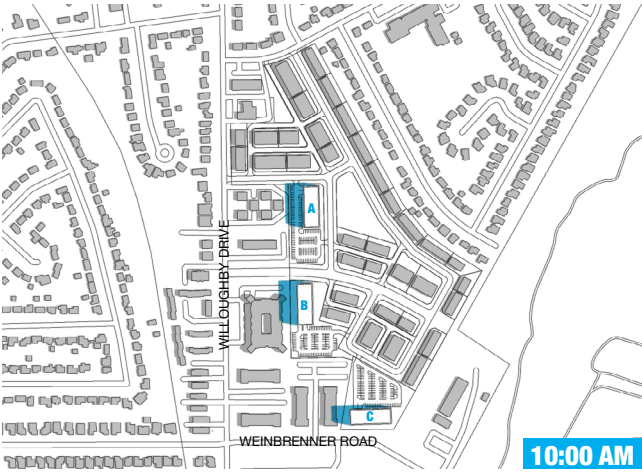 A
WILLOUGHBY DRIVE
B
C
WEINBRENNER ROAD
10:00 AM